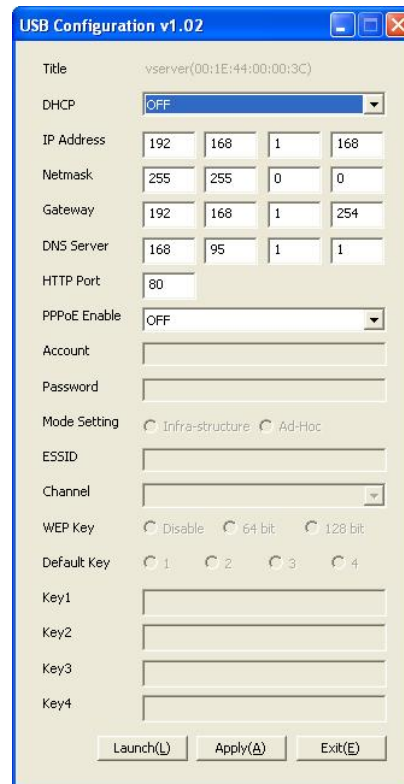 USB Configuration v1.02
Title vserver(00:1E:44:00:00:3C)
DHCP OFF
IP Address 192 168 1 168
Netmask 255 255 0 0
Gateway 192 168 1 254
DNS Server 168 95 1 1
HTTP Port 80
PPPoE Enable OFF
Account
Password
Mode Setting Infra-structure Ad-Hoc
ESSID
Channel
WEP Key Disable 64 bit 128 bit
Default Key 1 2 3 4
Key1
Key2
Key3
Key4
Launch(L) Apply(A) Exit(E)